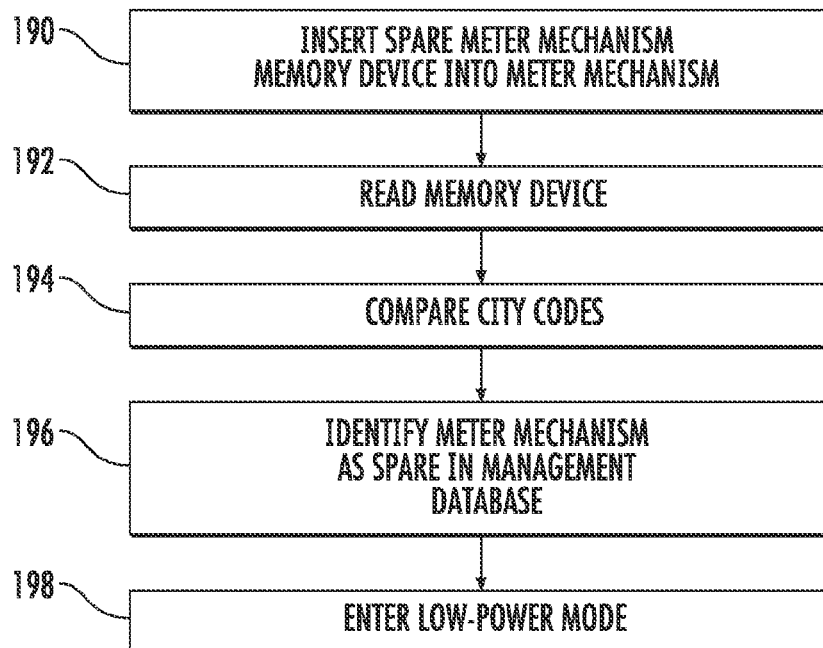 190
INSERT SPARE METER MECHANISM
MEMORY DEVICE INTO METER MECHANISM
192
READ MEMORY DEVICE
194
COMPARE CITY CODES
196
IDENTIFY METER MECHANISM
AS SPARE IN MANAGEMENT
DATABASE
198
ENTER LOW-POWER MODE